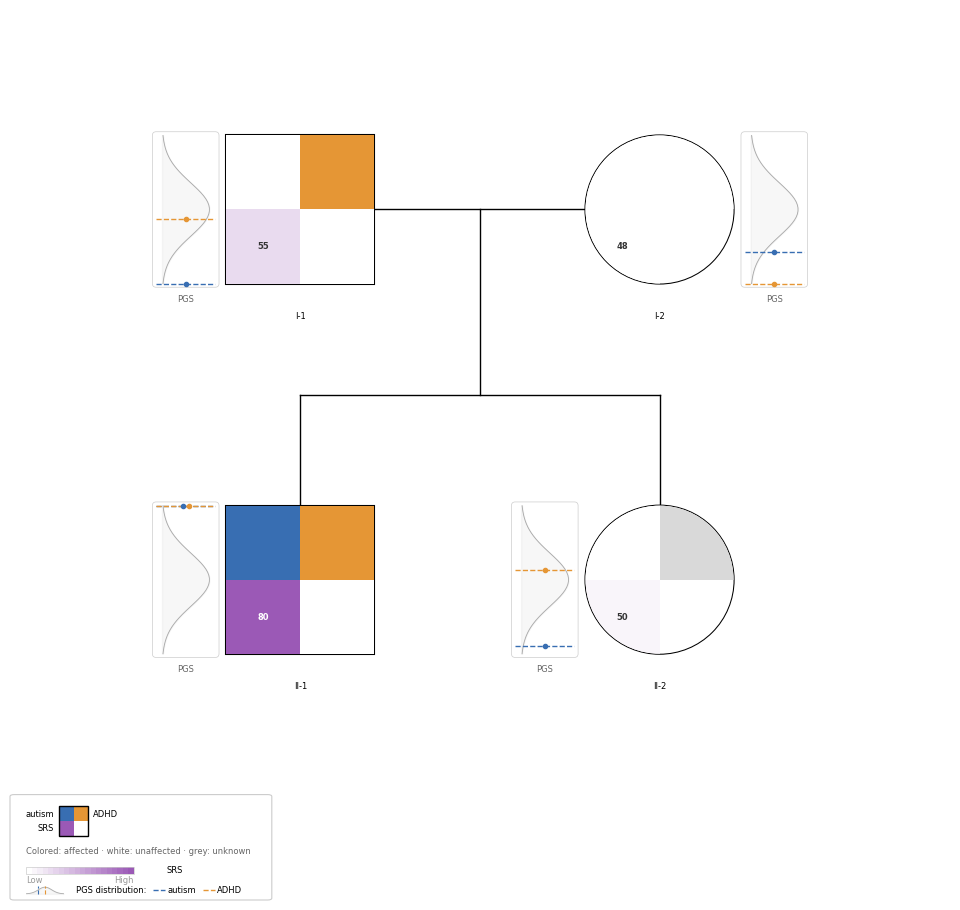 55
48
PGS
PGS
I-1
I-2
80
50
PGS
PGS
II-1
II-2
autism ADHD
SRS
Colored: affected · white: unaffected · grey: unknown
SRS
Low High
PGS distribution: autism ADHD